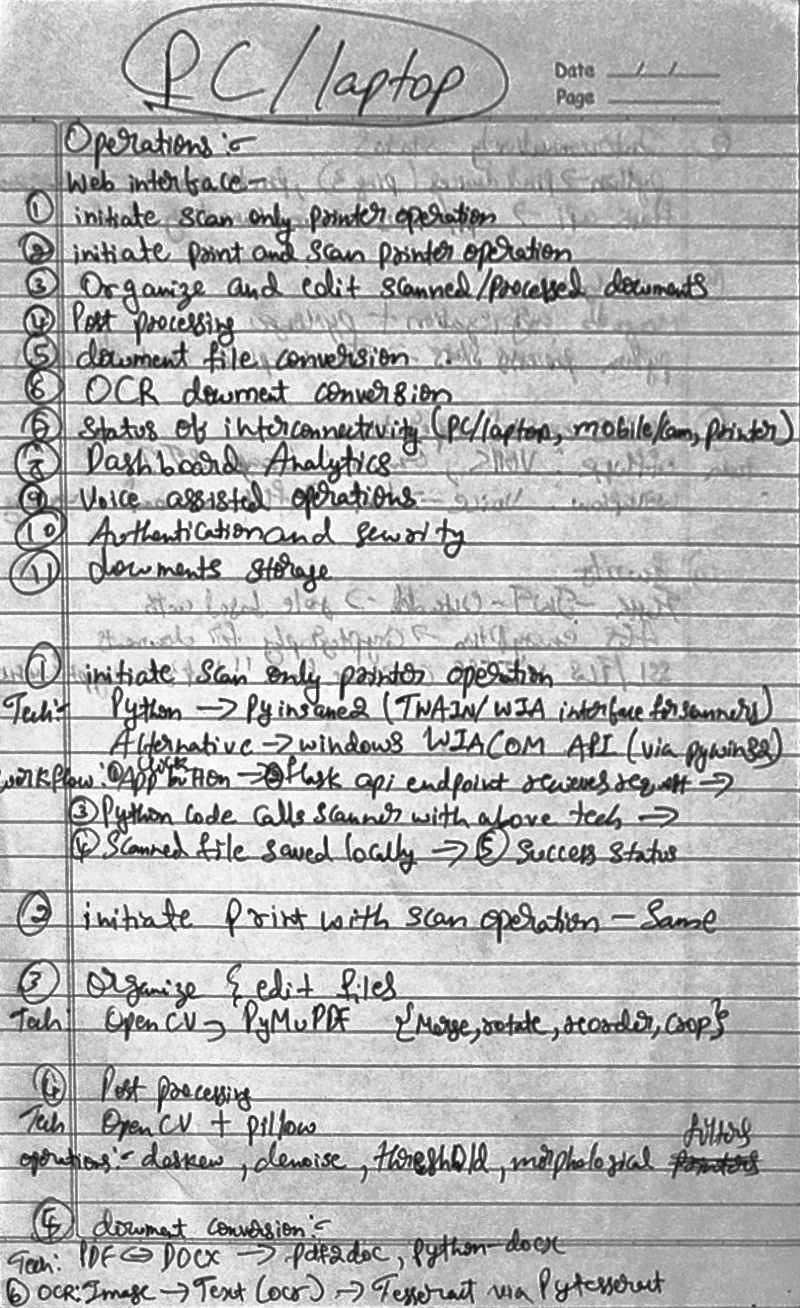 PC/laptop
Date __/__/__
Page ______
Operations :-
Web interface -
① initiate scan only printer operation
② initiate print and scan printer operation
③ Organize and edit scanned/processed documents
④ Post processing
⑤ document file conversion
⑥ OCR document conversion
⑦ Status of interconnectivity (PC/laptop, mobile/cam, printer)
⑧ Dashboard Analytics
⑨ Voice assisted operations
⑩ Authentication and security
⑪ documents storage
① initiate scan only printer operation
Tech:- Python → Pyinsane2 (TWAIN/WIA interface for scanners)
Alternative → windows WIA COM API (via pywin32)
workflow: ① APP button click → ② flask api endpoint receives request →
③ Python code calls scanner with above tech →
④ Scanned file saved locally → ⑤ Success status
② initiate Print with scan operation - Same
③ organize & edit files
Tech: OpenCV → PyMuPDF {Merge, rotate, reorder, crop}
④ Post processing
Tech OpenCV + pillow
operations:- deskew, denoise, threshold, morphological filters
⑤ document conversion:-
Tech: PDF ⇔ DOCX → pdf2doc, python-docx
⑥ OCR: Image → Text (ocr) → Tesseract via Pytesseract